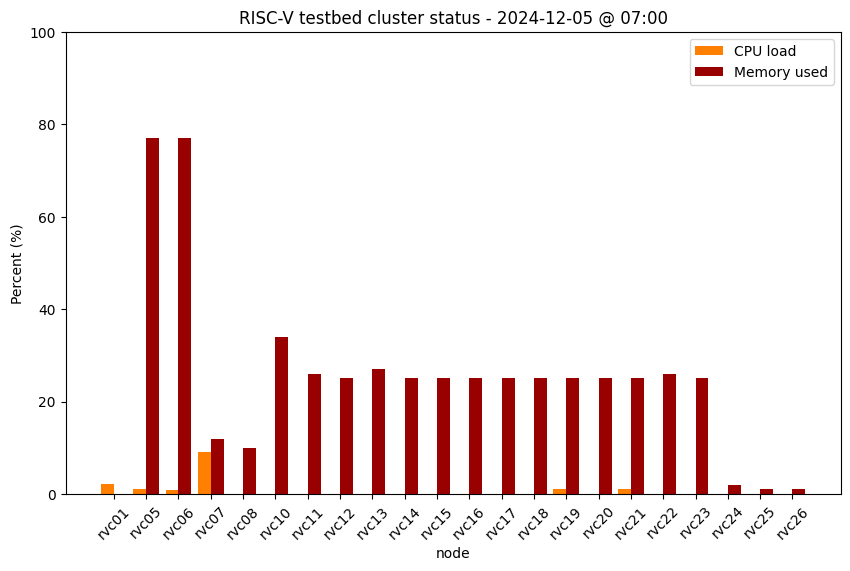 RISC-V testbed cluster status - 2024-12-05 @ 07:00
CPU load
Memory used
Percent (%)
100
80
60
40
20
0
rvc01 rvc05 rvc06 rvc07 rvc08 rvc10 rvc11 rvc12 rvc13 rvc14 rvc15 rvc16 rvc17 rvc18 rvc19 rvc20 rvc21 rvc22 rvc23 rvc24 rvc25 rvc26
node